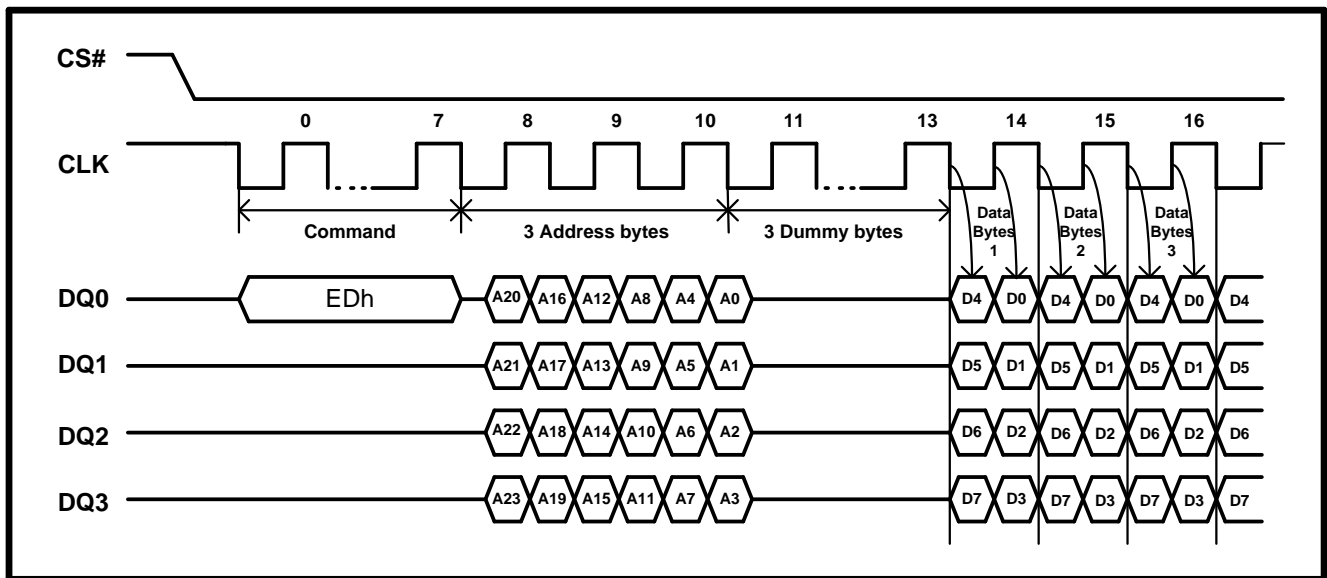 CS#
0 7 8 9 10 11 13 14 15 16
CLK
Command 3 Address bytes 3 Dummy bytes
Data Bytes 1
Data Bytes 2
Data Bytes 3
DQ0 EDh A20 A16 A12 A8 A4 A0 D4 D0 D4 D0 D4 D0 D4
DQ1 A21 A17 A13 A9 A5 A1 D5 D1 D5 D1 D5 D1 D5
DQ2 A22 A18 A14 A10 A6 A2 D6 D2 D6 D2 D6 D2 D6
DQ3 A23 A19 A15 A11 A7 A3 D7 D3 D7 D3 D7 D3 D7